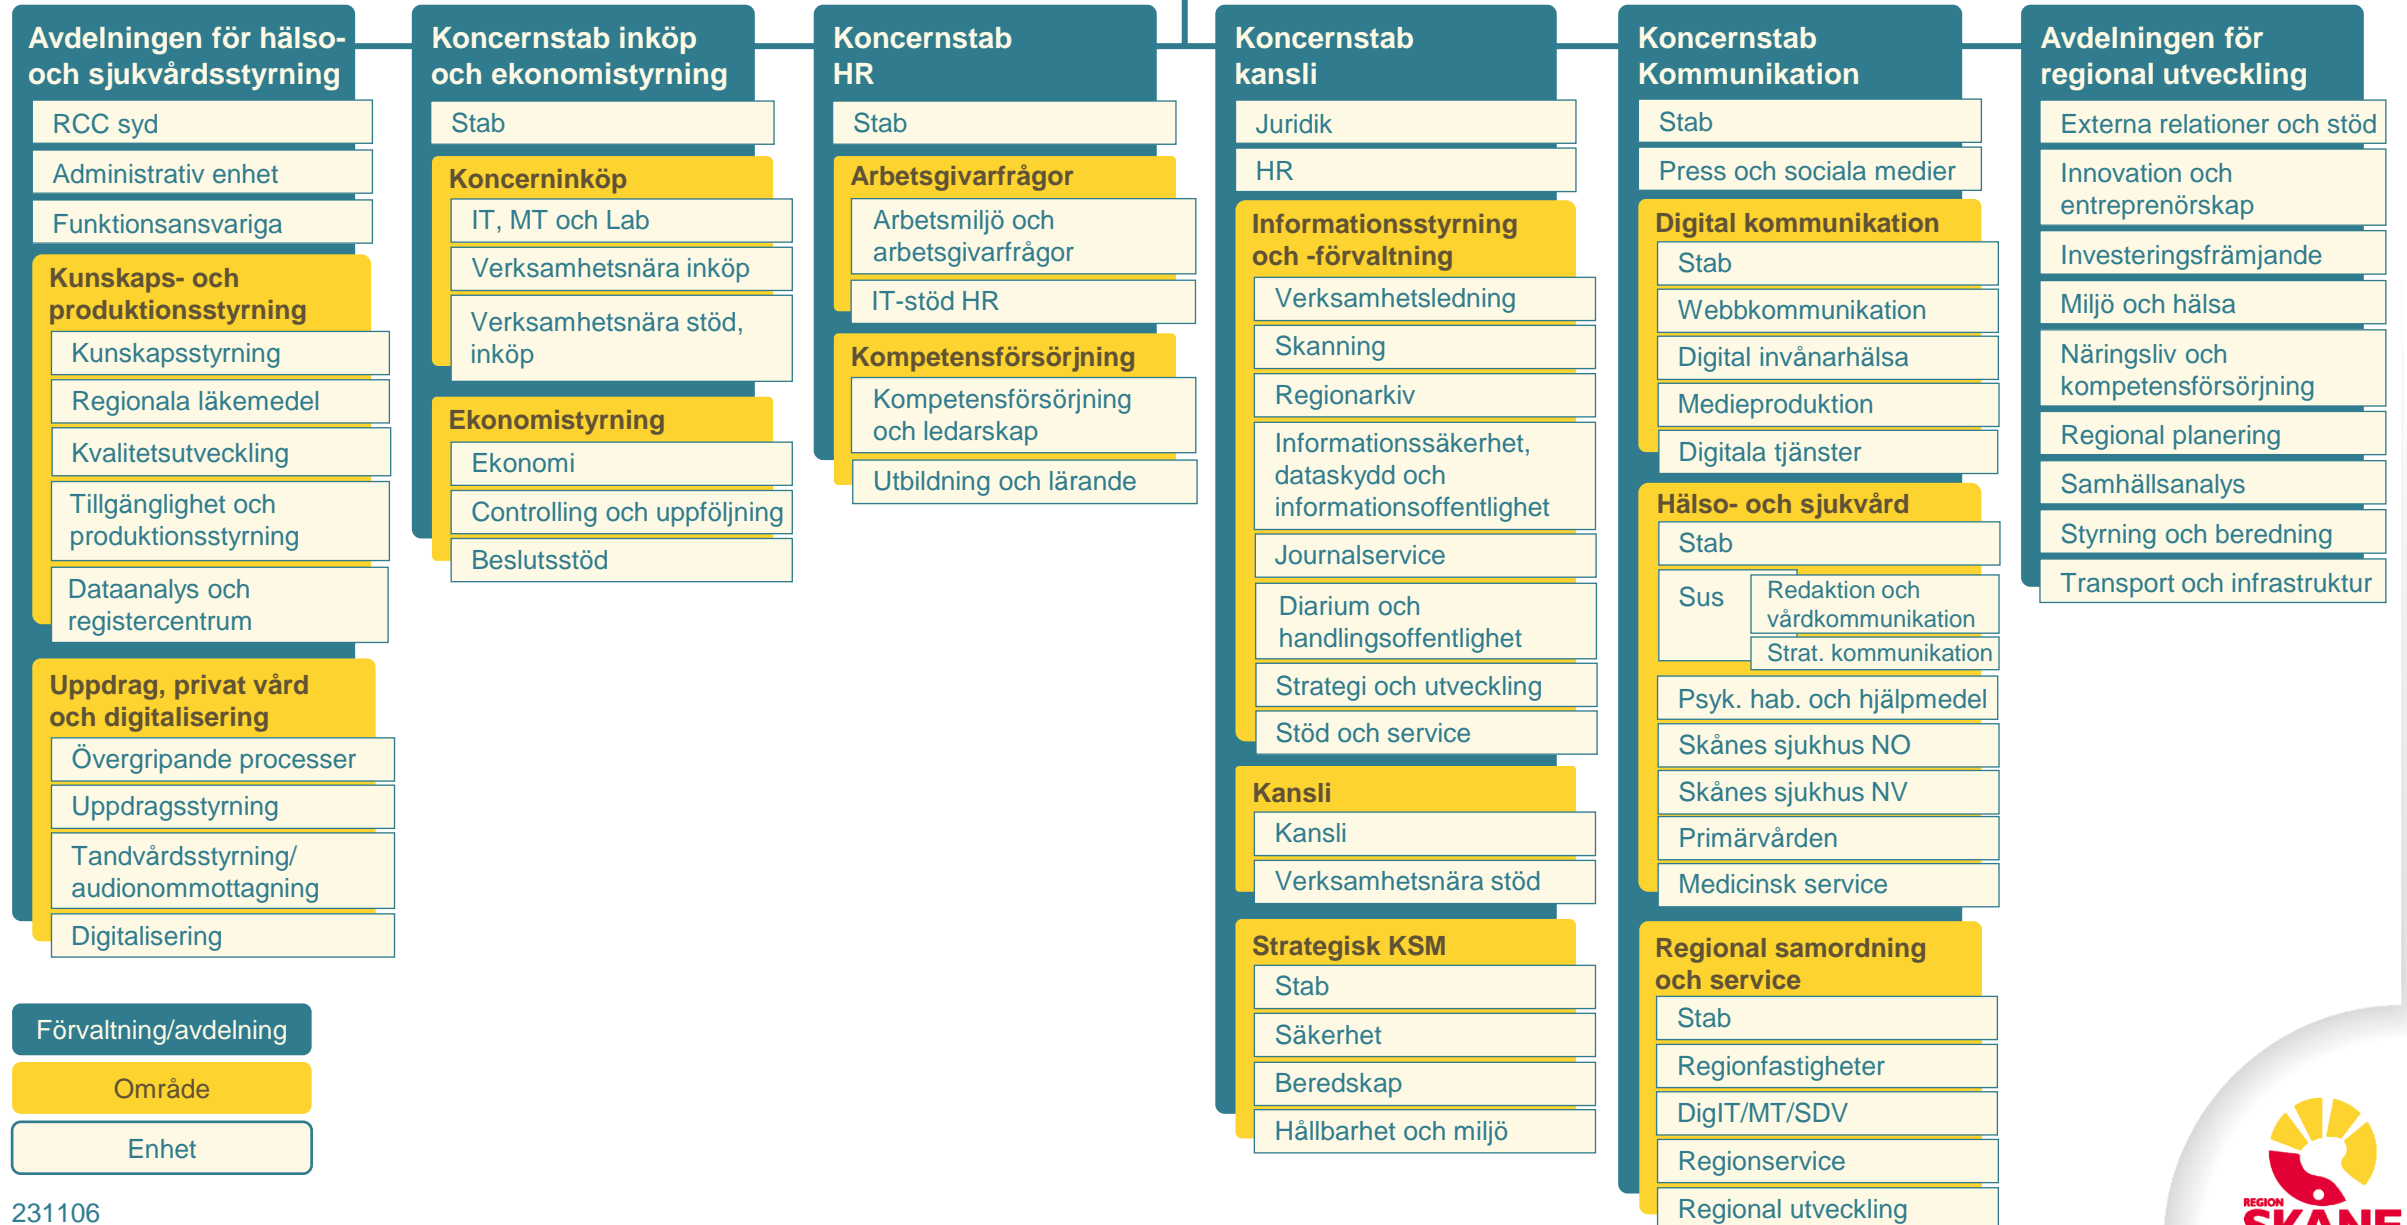 Avdelningen för hälso-
och sjukvårdsstyrning
RCC syd
Administrativ enhet
Funktionsansvariga
Kunskaps- och
produktionsstyrning
Kunskapsstyrning
Regionala läkemedel
Kvalitetsutveckling
Tillgänglighet och
produktionsstyrning
Dataanalys och
registercentrum
Uppdrag, privat vård
och digitalisering
Övergripande processer
Uppdragsstyrning
Tandvårdsstyrning/
audionommottagning
Digitalisering
Koncernstab inköp
och ekonomistyrning
Stab
Koncerninköp
IT, MT och Lab
Verksamhetsnära inköp
Verksamhetsnära stöd,
inköp
Ekonomistyrning
Ekonomi
Controlling och uppföljning
Beslutsstöd
Koncernstab
HR
Stab
Arbetsgivarfrågor
Arbetsmiljö och
arbetsgivarfrågor
IT-stöd HR
Kompetensförsörjning
Kompetensförsörjning
och ledarskap
Utbildning och lärande
Koncernstab
kansli
Juridik
HR
Informationsstyrning
och -förvaltning
Verksamhetsledning
Skanning
Regionarkiv
Informationssäkerhet,
dataskydd och
informationsoffentlighet
Journalservice
Diarium och
handlingsoffentlighet
Strategi och utveckling
Stöd och service
Kansli
Kansli
Verksamhetsnära stöd
Strategisk KSM
Stab
Säkerhet
Beredskap
Hållbarhet och miljö
Koncernstab
Kommunikation
Stab
Press och sociala medier
Digital kommunikation
Stab
Webbkommunikation
Digital invånarhälsa
Medieproduktion
Digitala tjänster
Hälso- och sjukvård
Stab
Sus
Redaktion och
vårdkommunikation
Strat. kommunikation
Psyk. hab. och hjälpmedel
Skånes sjukhus NO
Skånes sjukhus NV
Primärvården
Medicinsk service
Regional samordning
och service
Stab
Regionfastigheter
DigIT/MT/SDV
Regionservice
Regional utveckling
Avdelningen för
regional utveckling
Externa relationer och stöd
Innovation och
entreprenörskap
Investeringsfrämjande
Miljö och hälsa
Näringsliv och
kompetensförsörjning
Regional planering
Samhällsanalys
Styrning och beredning
Transport och infrastruktur
Förvaltning/avdelning
Område
Enhet
231106
REGION
SKÅNE